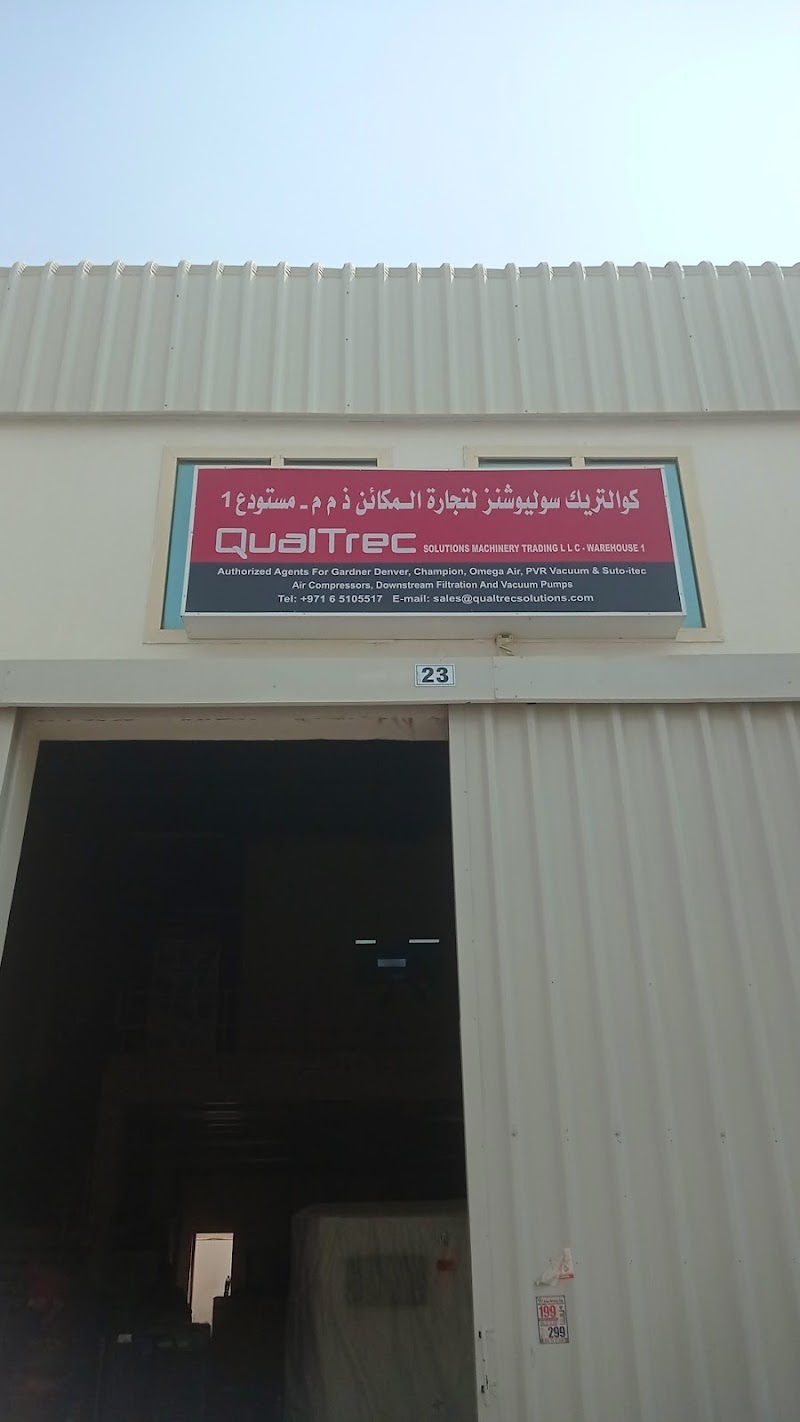 كوالتريك سوليوشنز لتجارة المكائن ذ م م - مستودع 1
QualTrec SOLUTIONS MACHINERY TRADING L L C - WAREHOUSE 1
Authorized Agents For Gardner Denver, Champion, Omega Air, PVR Vacuum & Suto-itec
Air Compressors, Downstream Filtration And Vacuum Pumps
Tel: +971 6 5105517 E-mail: sales@qualtrecsolutions.com
23
199
299